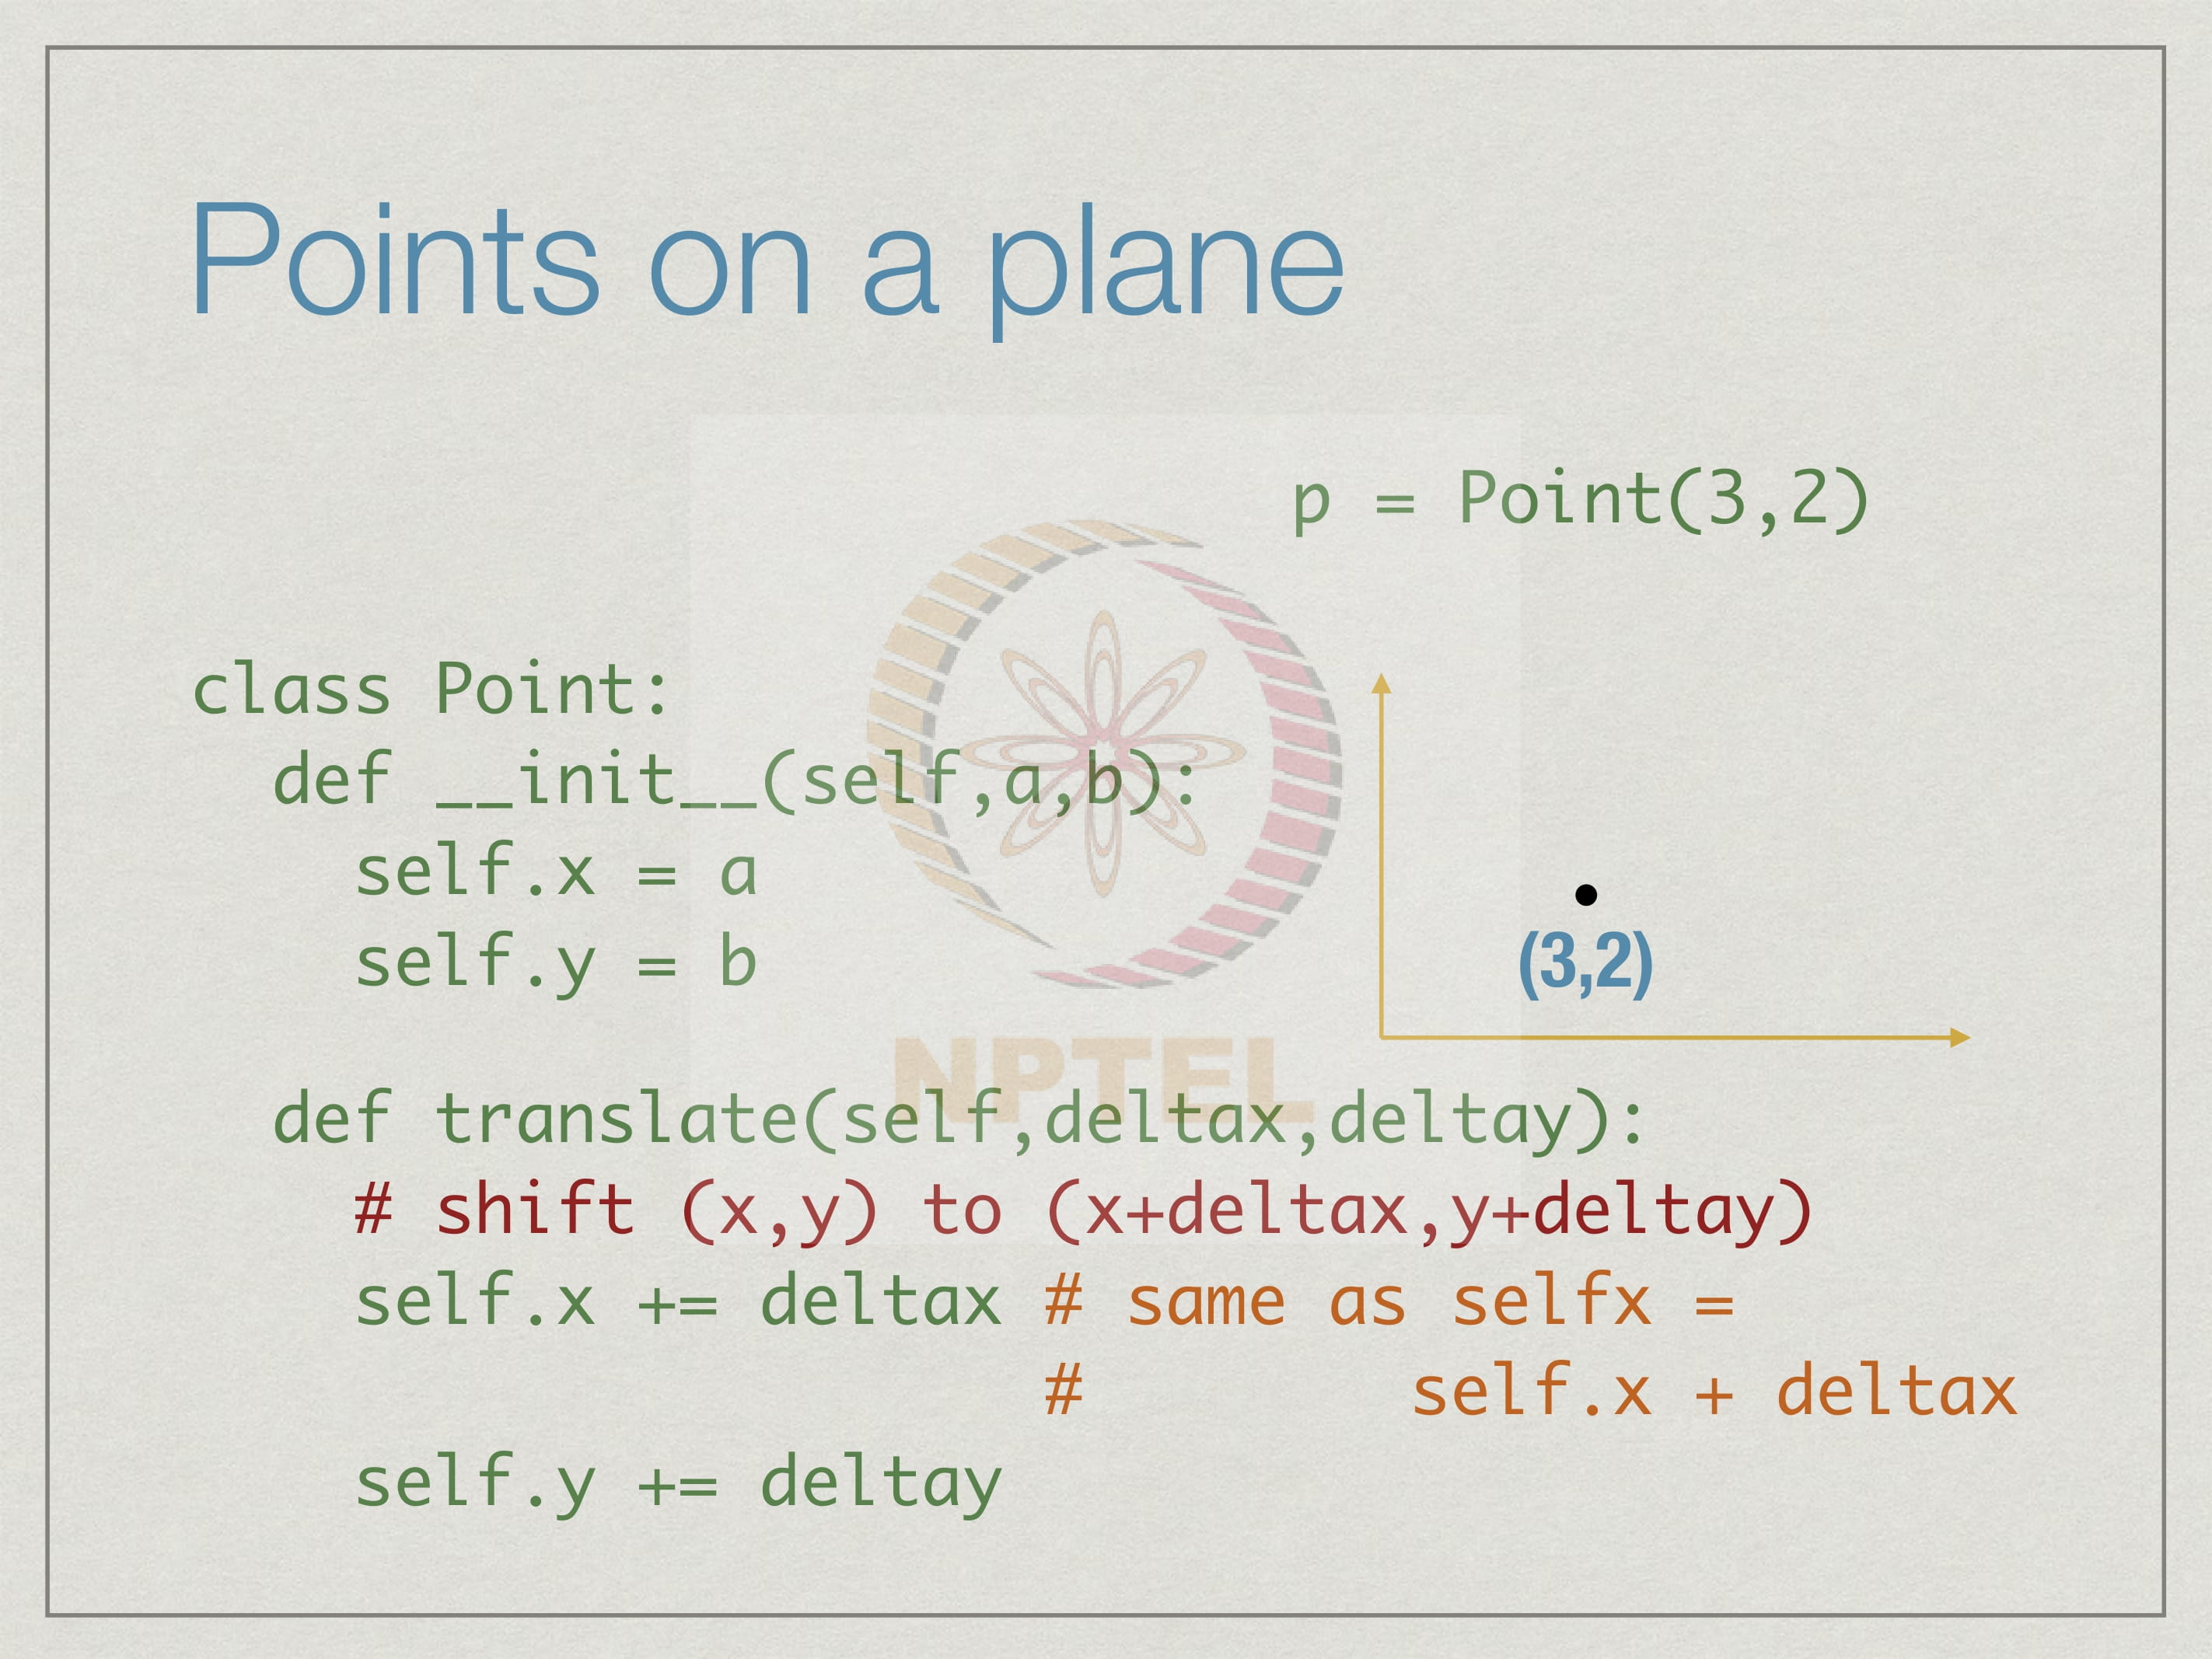 Points on a plane
p = Point(3,2)
class Point:
def __init__(self,a,b):
self.x = a
self.y = b
(3,2)
NPTEL
def translate(self,deltax,deltay):
# shift (x,y) to (x+deltax,y+deltay)
self.x += deltax # same as selfx =
# self.x + deltax
self.y += deltay